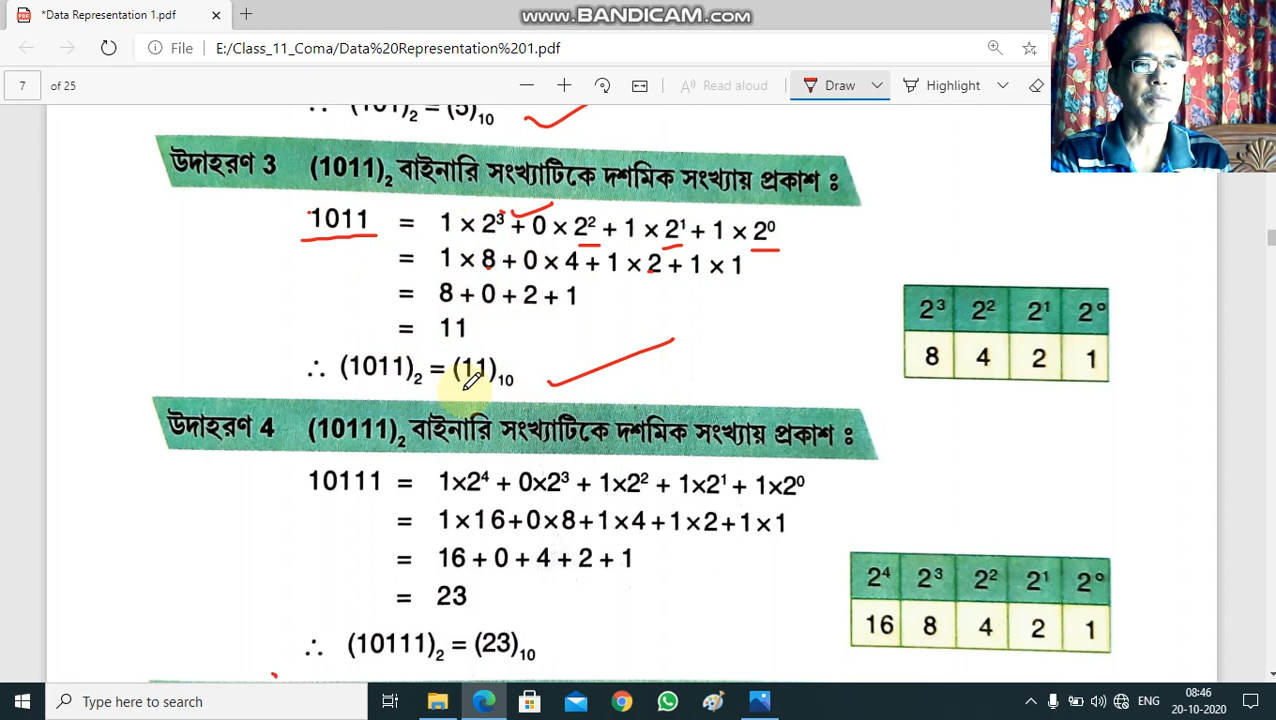 *Data Representation 1.pdf
www.BANDICAM.com
File E:/Class_11_Coma/Data%20Representation%201.pdf
7 of 25 Read aloud Draw Highlight
∴ (101)₂ = (5)₁₀
উদাহরণ 3 (1011)₂ বাইনারি সংখ্যাটিকে দশমিক সংখ্যায় প্রকাশ ঃ
1011 = 1 × 2³ + 0 × 2² + 1 × 2¹ + 1 × 2⁰
= 1 × 8 + 0 × 4 + 1 × 2 + 1 × 1
= 8 + 0 + 2 + 1
= 11
∴ (1011)₂ = (11)₁₀
2³ 2² 2¹ 2°
8 4 2 1
উদাহরণ 4 (10111)₂ বাইনারি সংখ্যাটিকে দশমিক সংখ্যায় প্রকাশ ঃ
10111 = 1×2⁴ + 0×2³ + 1×2² + 1×2¹ + 1×2⁰
= 1×16+0×8+1×4+1×2+1×1
= 16 + 0 + 4 + 2 + 1
= 23
∴ (10111)₂ = (23)₁₀
2⁴ 2³ 2² 2¹ 2°
16 8 4 2 1
Type here to search
ENG
08:46
20-10-2020